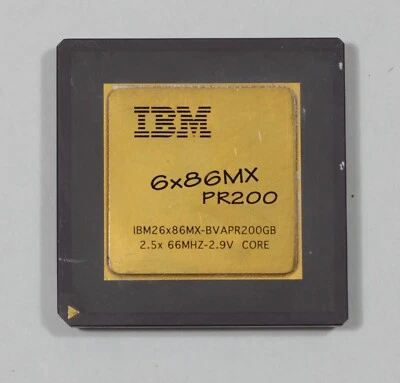 IBM
6x86MX
PR200
IBM26x86MX-BVAPR200GB
2.5x 66MHZ-2.9V CORE